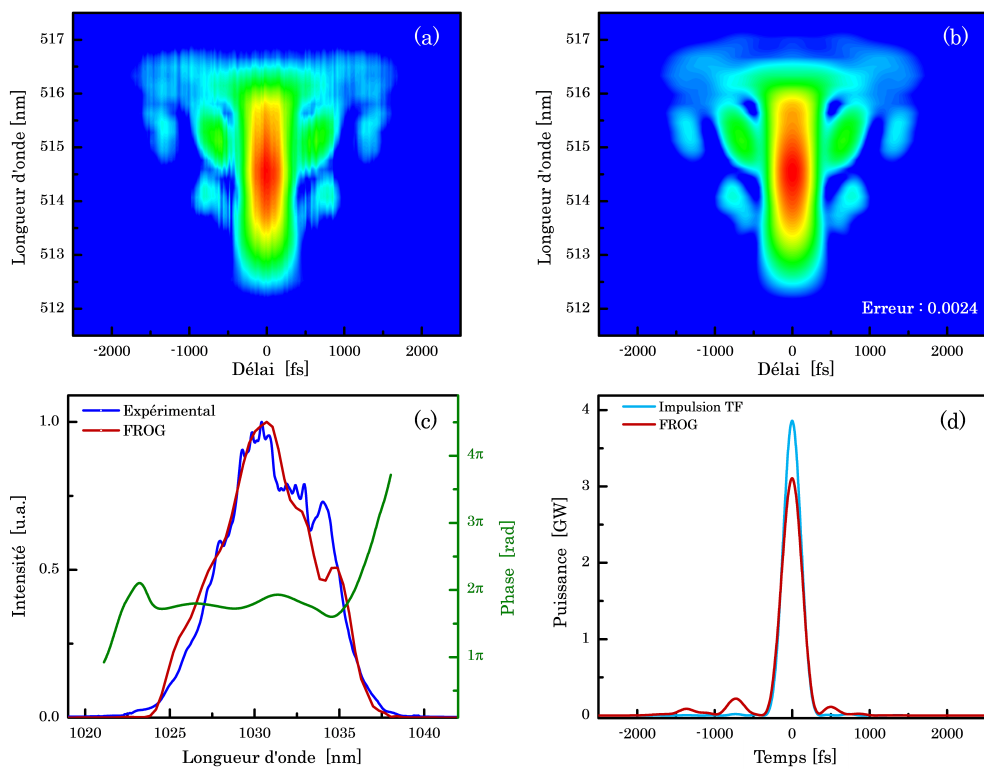 (a)
517
516
515
514
513
512
Longueur d'onde [nm]
-2000 -1000 0 1000 2000
Délai [fs]
(b)
517
516
515
514
513
512
Longueur d'onde [nm]
Erreur : 0.0024
-2000 -1000 0 1000 2000
Délai [fs]
(c)
Expérimental
FROG
1.0
0.5
0.0
Intensité [u.a.]
4π
3π
2π
1π
Phase [rad]
1020 1025 1030 1035 1040
Longueur d'onde [nm]
(d)
Impulsion TF
FROG
4
3
2
1
0
Puissance [GW]
-2000 -1000 0 1000 2000
Temps [fs]